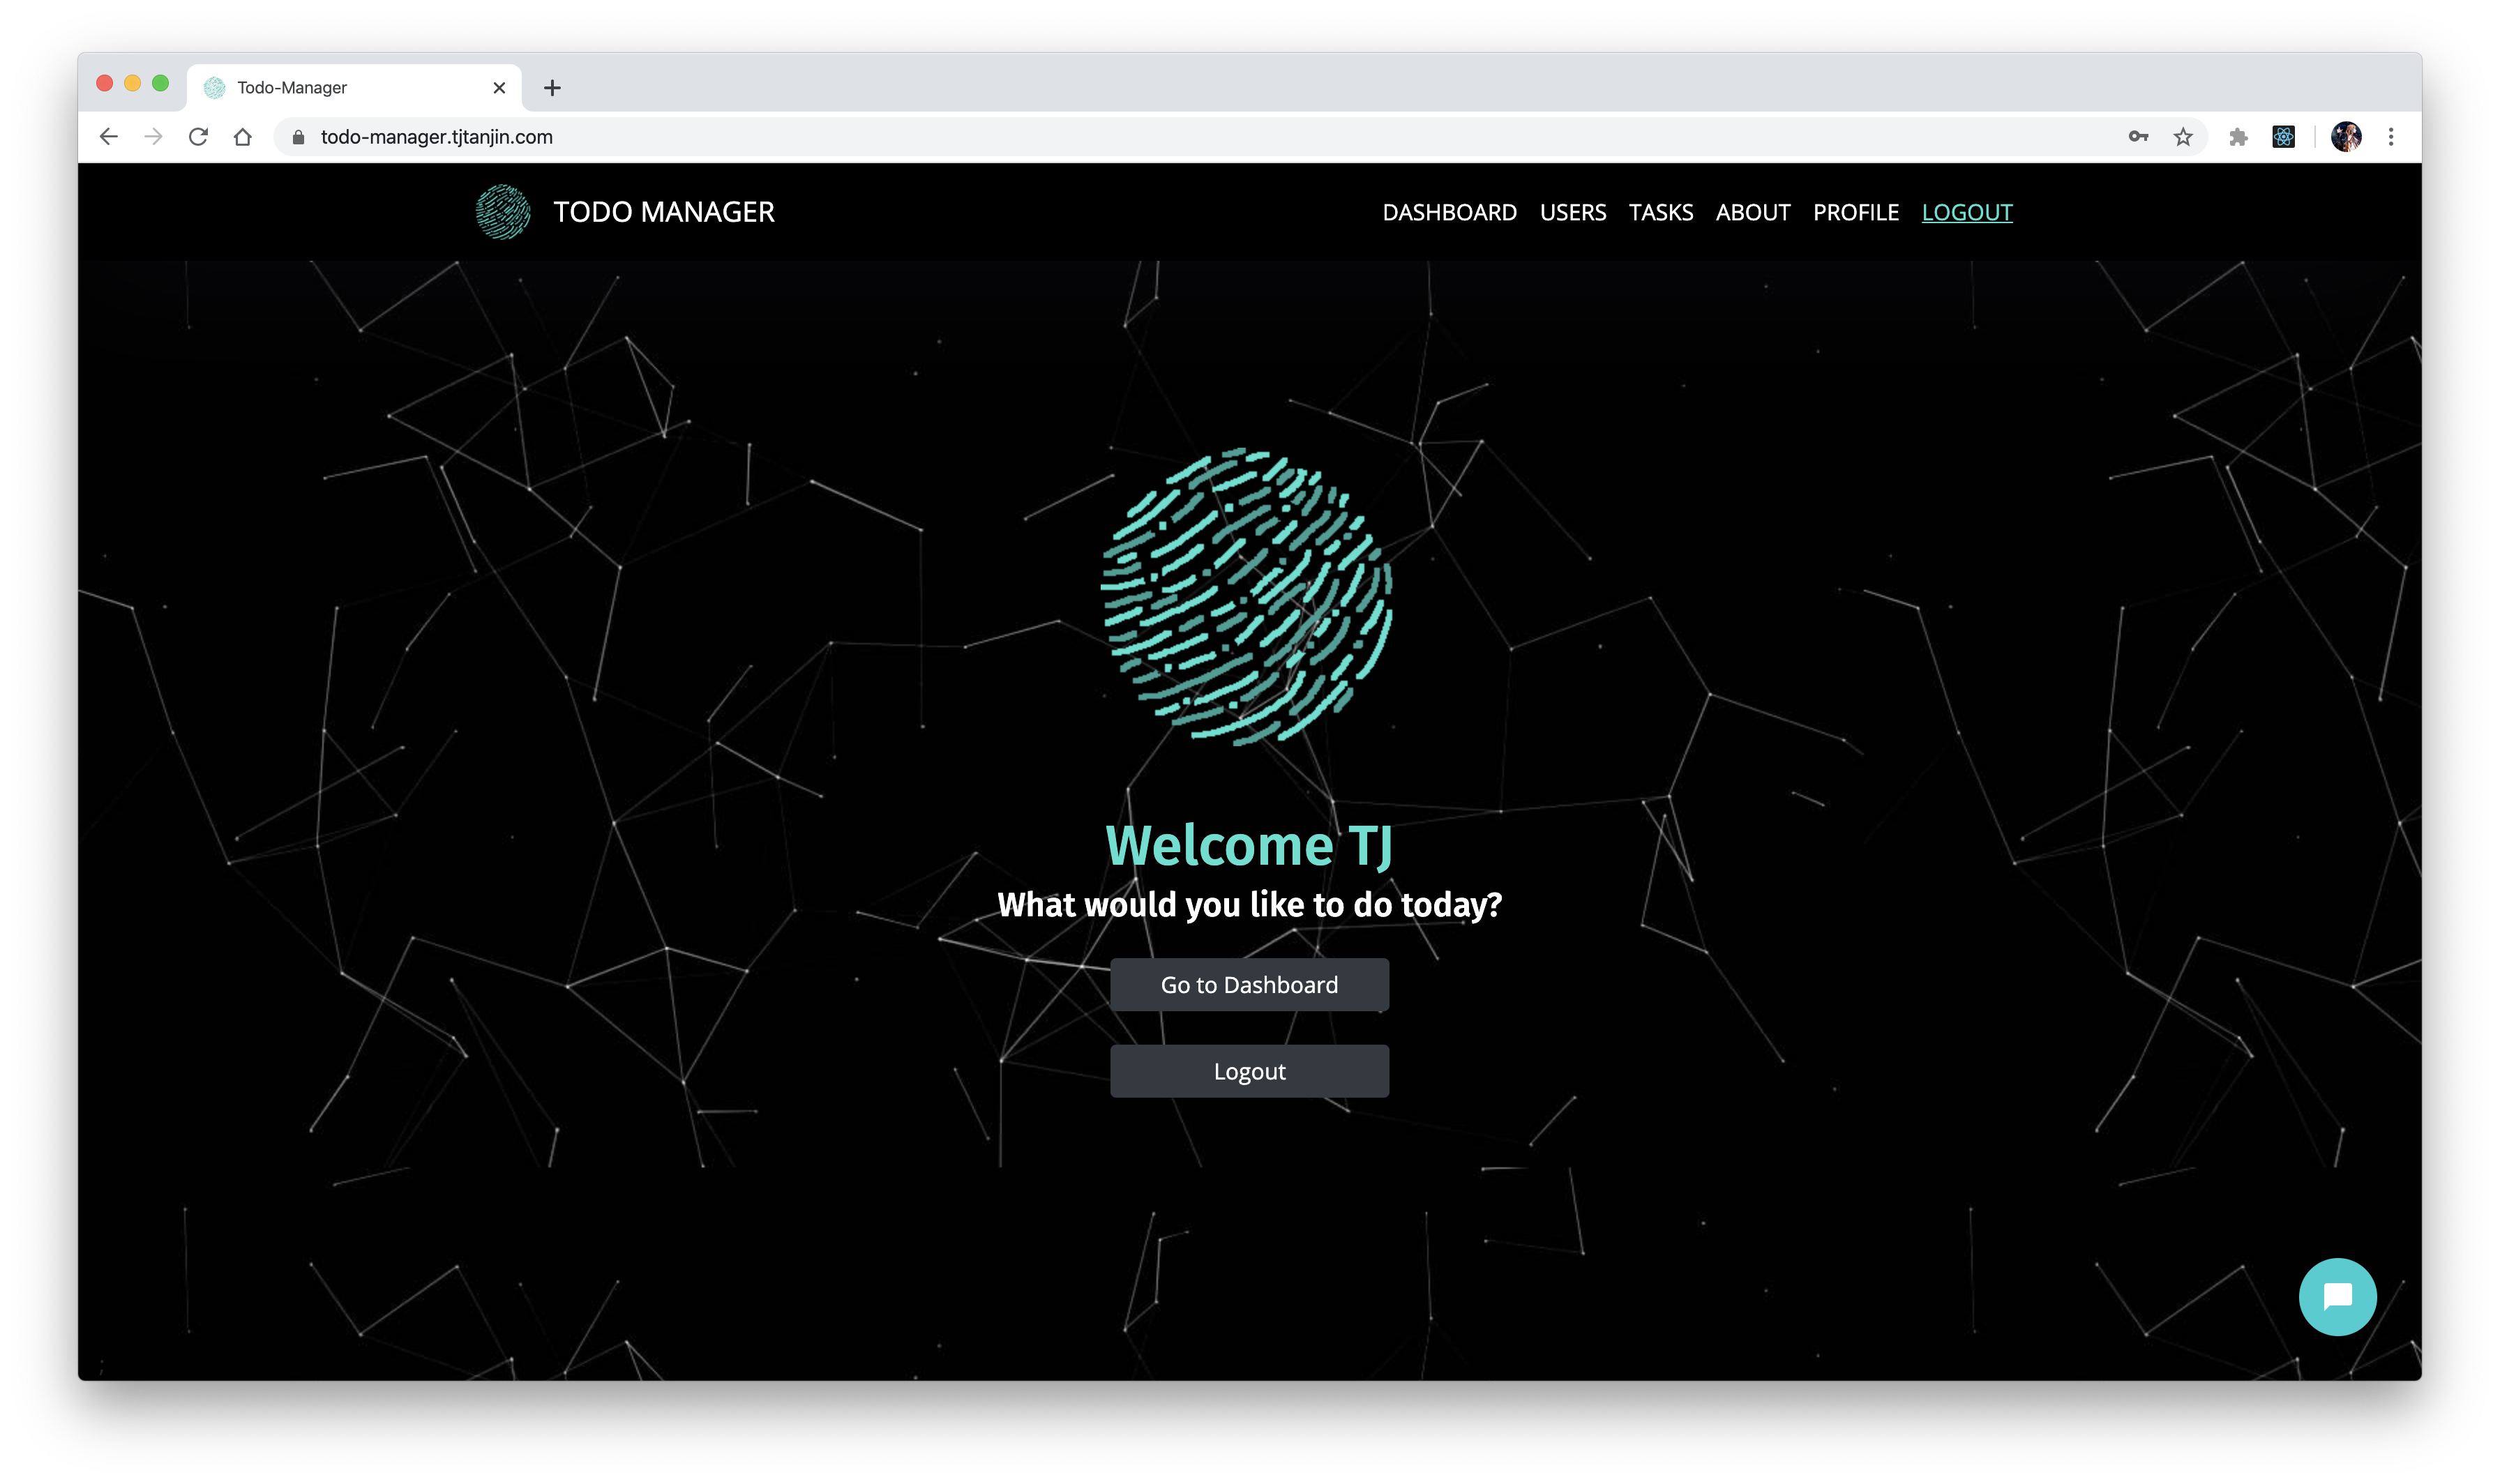 Todo-Manager
todo-manager.tjtanjin.com
TODO MANAGER
DASHBOARD USERS TASKS ABOUT PROFILE LOGOUT
Welcome TJ
What would you like to do today?
Go to Dashboard
Logout